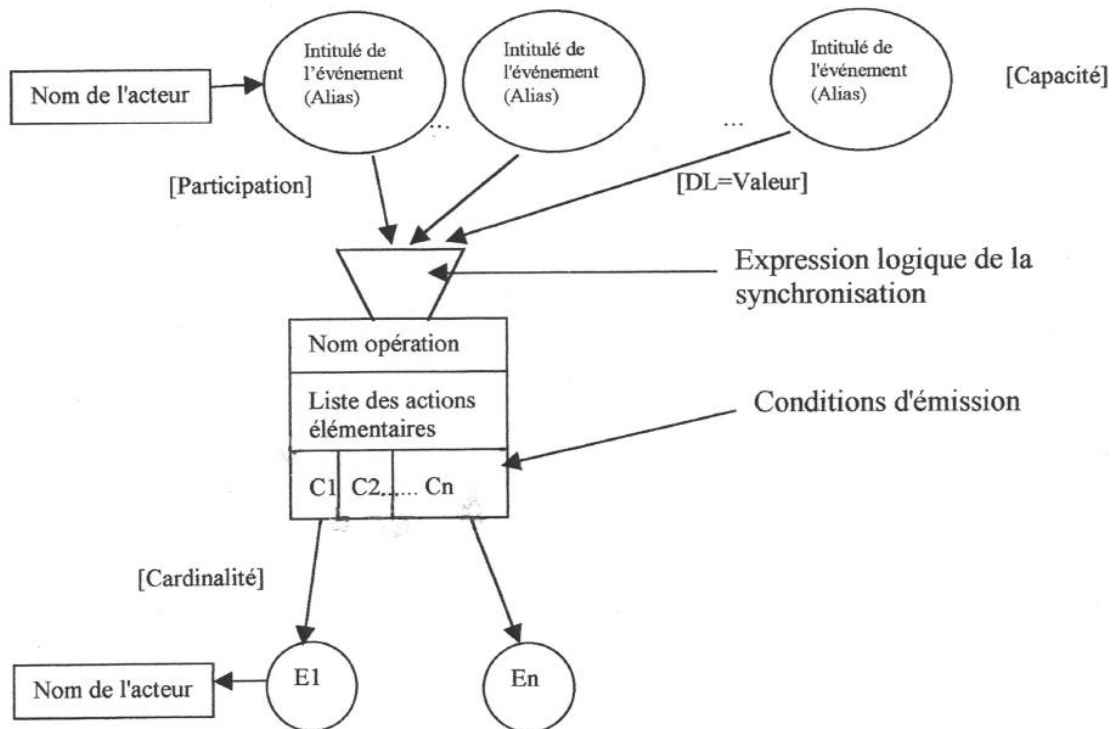 Intitulé de
l'événement
(Alias)
Intitulé de
l'événement
(Alias)
Intitulé de
l'événement
(Alias)
Nom de l'acteur
[Capacité]
...
...
[Participation]
[DL=Valeur]
Expression logique de la
synchronisation
Nom opération
Liste des actions
élémentaires
Conditions d'émission
C1 C2...... Cn
[Cardinalité]
Nom de l'acteur
E1
En